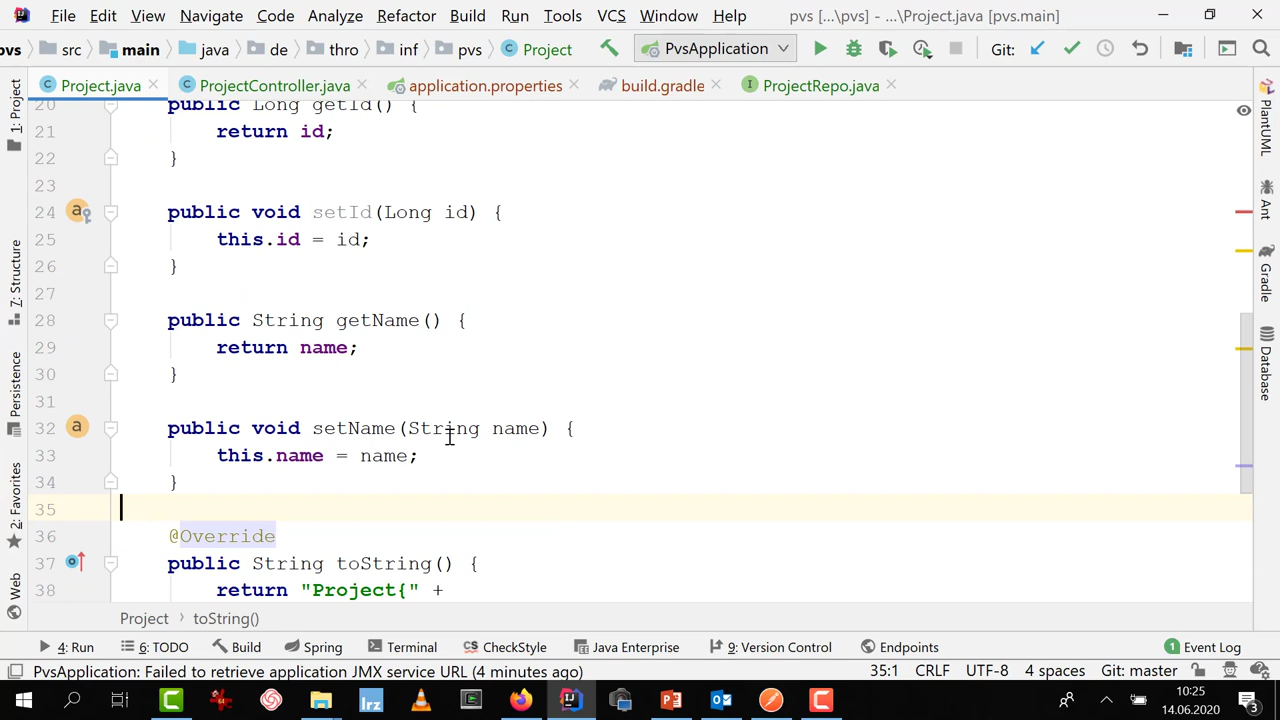 File Edit View Navigate Code Analyze Refactor Build Run Tools VCS Window Help pvs [...\pvs] - ...\Project.java [pvs.main]
pvs src main java de thro inf pvs Project PvsApplication Git:
Project.java ProjectController.java application.properties build.gradle ProjectRepo.java
20 public Long getId() {
21 return id;
22 }
23
24 public void setId(Long id) {
25 this.id = id;
26 }
27
28 public String getName() {
29 return name;
30 }
31
32 public void setName(String name) {
33 this.name = name;
34 }
35
36 @Override
37 public String toString() {
38 return "Project{" +
Project toString()
1: Project
7: Structure
Persistence
2: Favorites
Web
PlantUML
Ant
Gradle
Database
4: Run 6: TODO Build Spring Terminal CheckStyle Java Enterprise 9: Version Control Endpoints 1 Event Log
PvsApplication: Failed to retrieve application JMX service URL (4 minutes ago) 35:1 CRLF UTF-8 4 spaces Git: master
lrz 10:25
14.06.2020 3